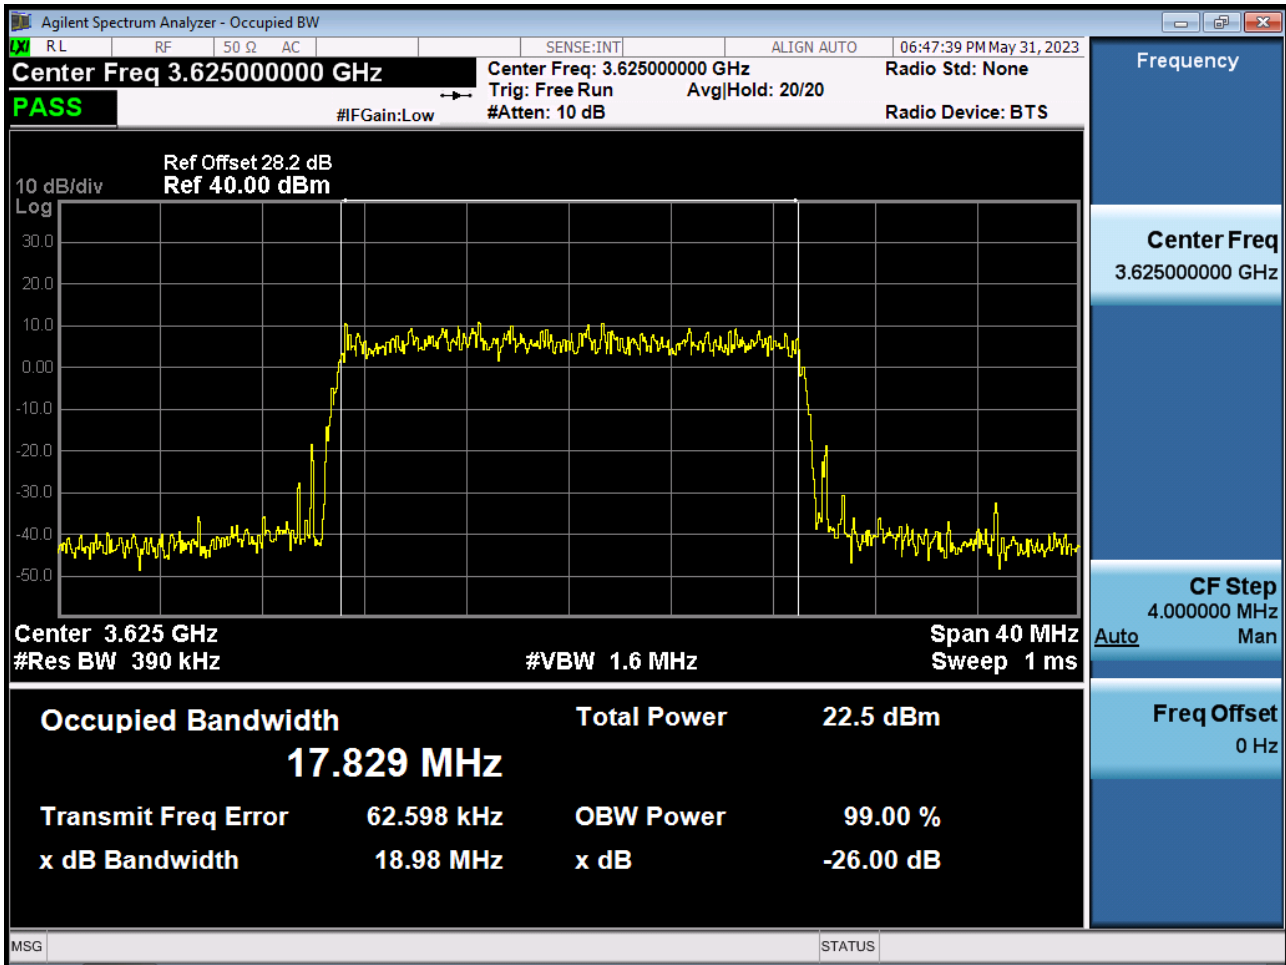 Agilent Spectrum Analyzer - Occupied BW
LXI RL RF 50 Ω AC SENSE:INT ALIGN AUTO 06:47:39 PM May 31, 2023
Center Freq 3.625000000 GHz
PASS
#IFGain:Low
Center Freq: 3.625000000 GHz
Trig: Free Run Avg|Hold: 20/20
#Atten: 10 dB
Radio Std: None
Radio Device: BTS
Ref Offset 28.2 dB
10 dB/div Ref 40.00 dBm
Log
30.0
20.0
10.0
0.00
-10.0
-20.0
-30.0
-40.0
-50.0
Center 3.625 GHz Span 40 MHz
#Res BW 390 kHz #VBW 1.6 MHz Sweep 1 ms
Occupied Bandwidth Total Power 22.5 dBm
17.829 MHz
Transmit Freq Error 62.598 kHz OBW Power 99.00 %
x dB Bandwidth 18.98 MHz x dB -26.00 dB
Frequency
Center Freq
3.625000000 GHz
CF Step
4.000000 MHz
Auto Man
Freq Offset
0 Hz
MSG STATUS